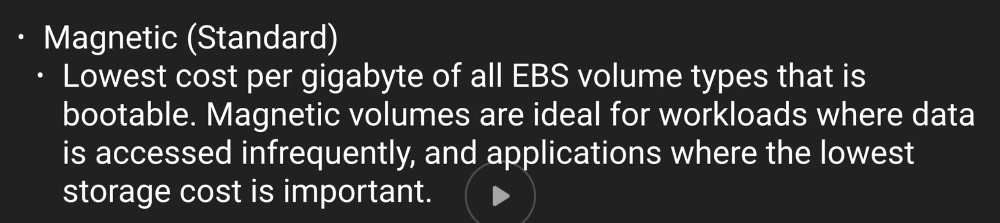 • Magnetic (Standard)
• Lowest cost per gigabyte of all EBS volume types that is
bootable. Magnetic volumes are ideal for workloads where data
is accessed infrequently, and applications where the lowest
storage cost is important.